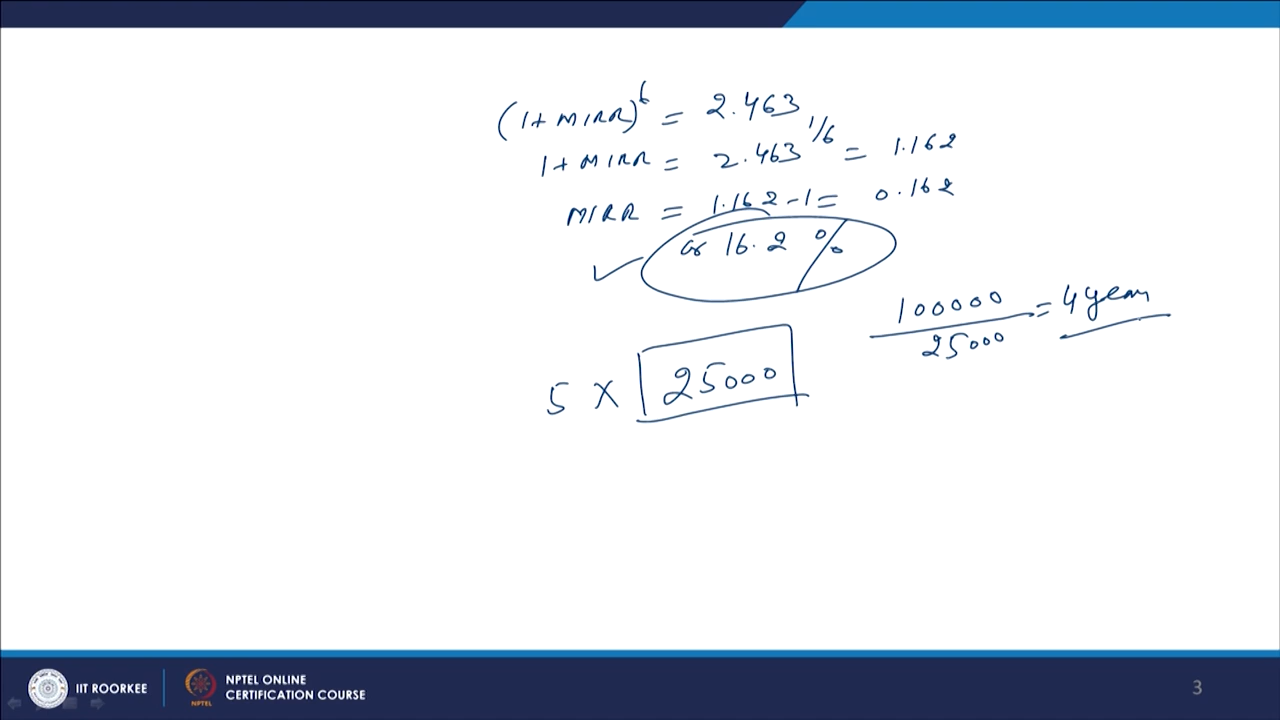 (1+MIRR)^6 = 2.463
1+MIRR = 2.463^1/6 = 1.162
MIRR = 1.162-1 = 0.162
or 16.2 %
100000
25000
= 4 years
5 X 25000
IIT ROORKEE
NPTEL ONLINE
CERTIFICATION COURSE
NPTEL
3